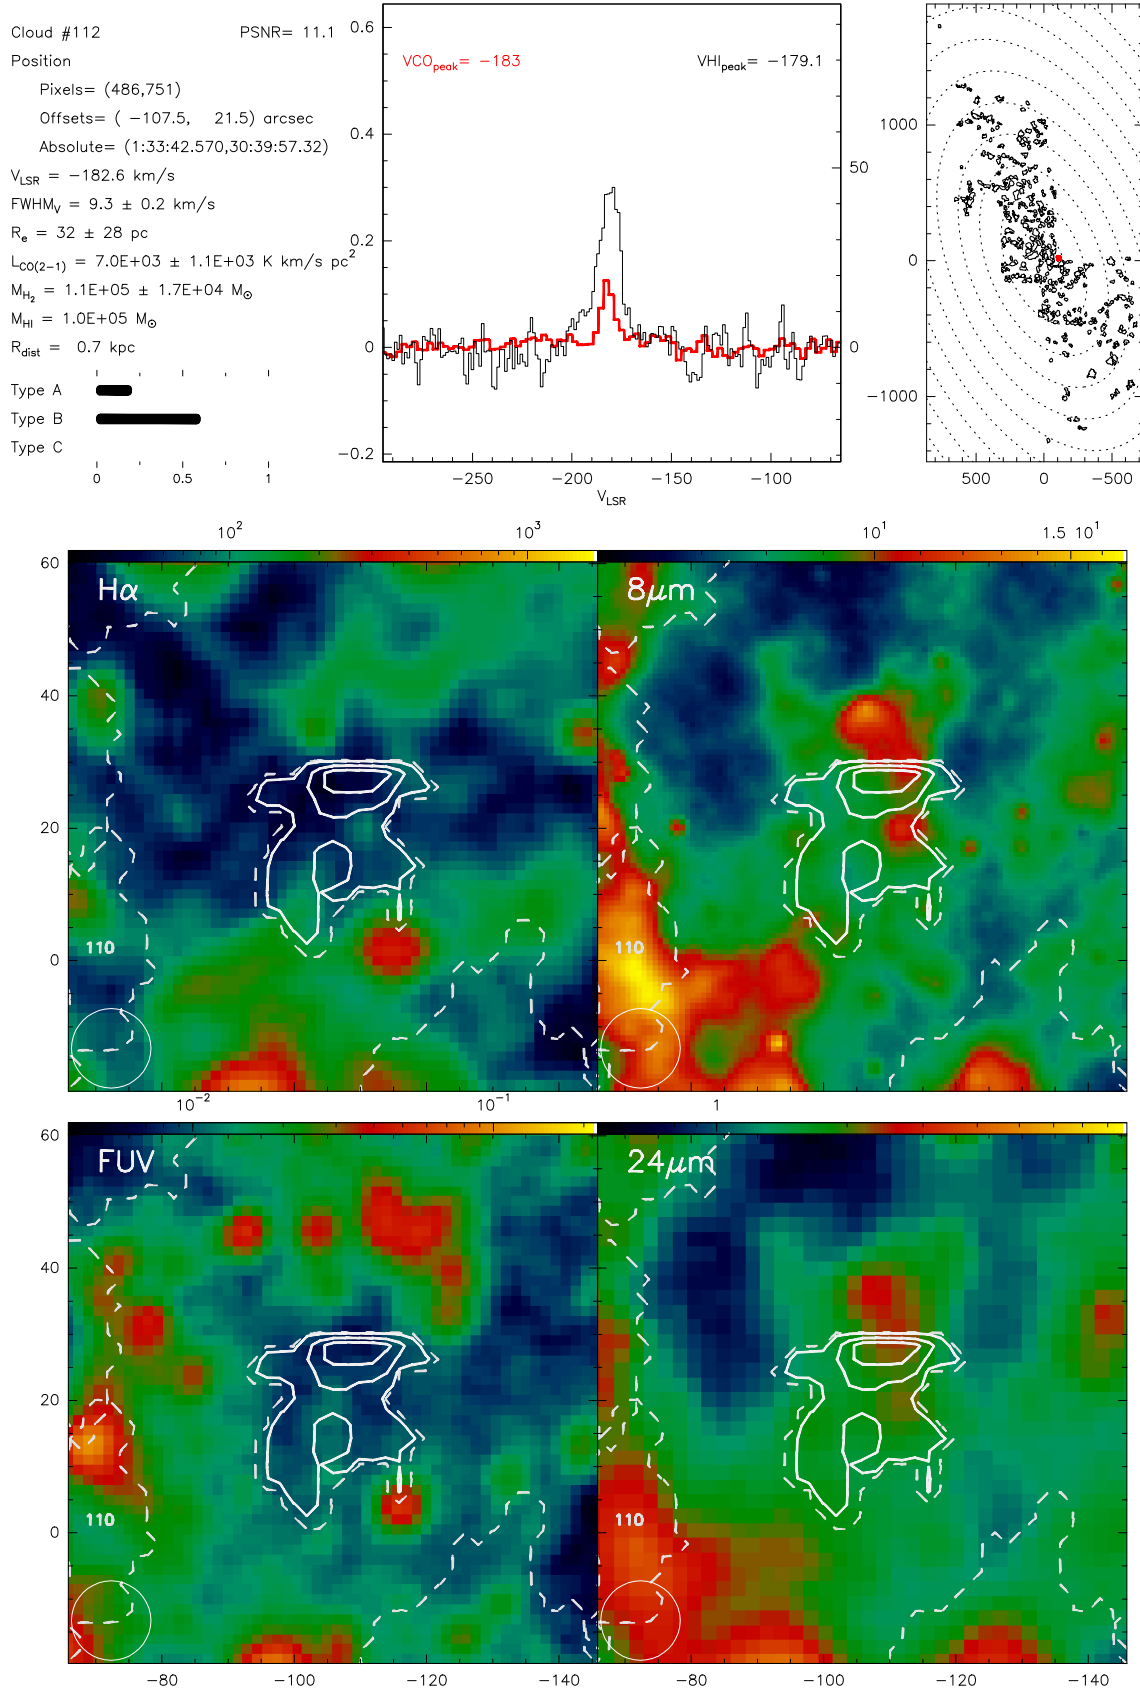 Cloud #112 PSNR= 11.1
Position
Pixels= (486,751)
Offsets= ( −107.5, 21.5) arcsec
Absolute= (1:33:42.570,30:39:57.32)
V_LSR = −182.6 km/s
FWHM_V = 9.3 ± 0.2 km/s
R_e = 32 ± 28 pc
L_CO(2−1) = 7.0E+03 ± 1.1E+03 K km/s pc²
M_H₂ = 1.1E+05 ± 1.7E+04 M⊙
M_HI = 1.0E+05 M⊙
R_dist = 0.7 kpc
Type A
Type B
Type C
0 0.5 1
VCO_peak= −183 VHI_peak= −179.1
0.6
0.4
0.2
0
−0.2
50
0
−250 −200 −150 −100
V_LSR
1000
0
−1000
500 0 −500
10² 10³ 10¹ 1.5 10¹
Hα 8μm
60
40
20
0
110 110
10⁻² 10⁻¹ 1
FUV 24μm
60
40
20
0
110 110
−80 −100 −120 −140 −80 −100 −120 −140